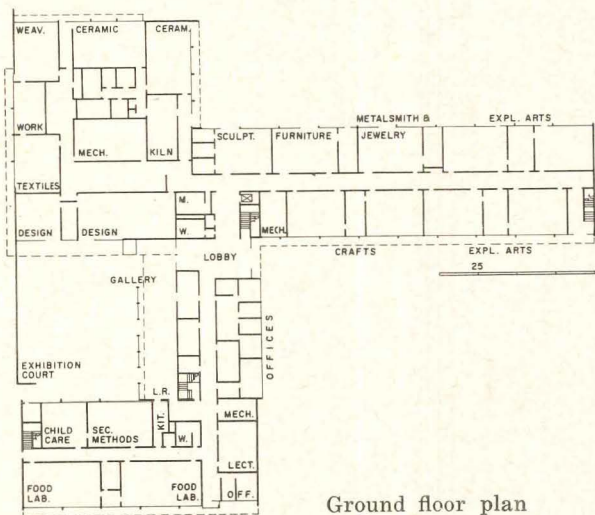 WEAV. CERAMIC CERAM.
METALSMITH & EXPL. ARTS
WORK SCULPT. FURNITURE JEWELRY
MECH. KILN
TEXTILES
M.
DESIGN DESIGN W. MECH.
LOBBY CRAFTS EXPL. ARTS
25
GALLERY
OFFICES
EXHIBITION
COURT
L.R.
CHILD CARE SEC. METHODS KIT. MECH.
W.
LECT.
FOOD LAB. FOOD LAB. OFF.
Ground floor plan